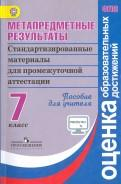 ФГОС
МЕТАПРЕДМЕТНЫЕ
РЕЗУЛЬТАТЫ
Стандартизированные
материалы
для промежуточной
аттестации
7
класс
Пособие для учителя
ПРОСВЕЩЕНИЕ
оценка
образовательных
достижений